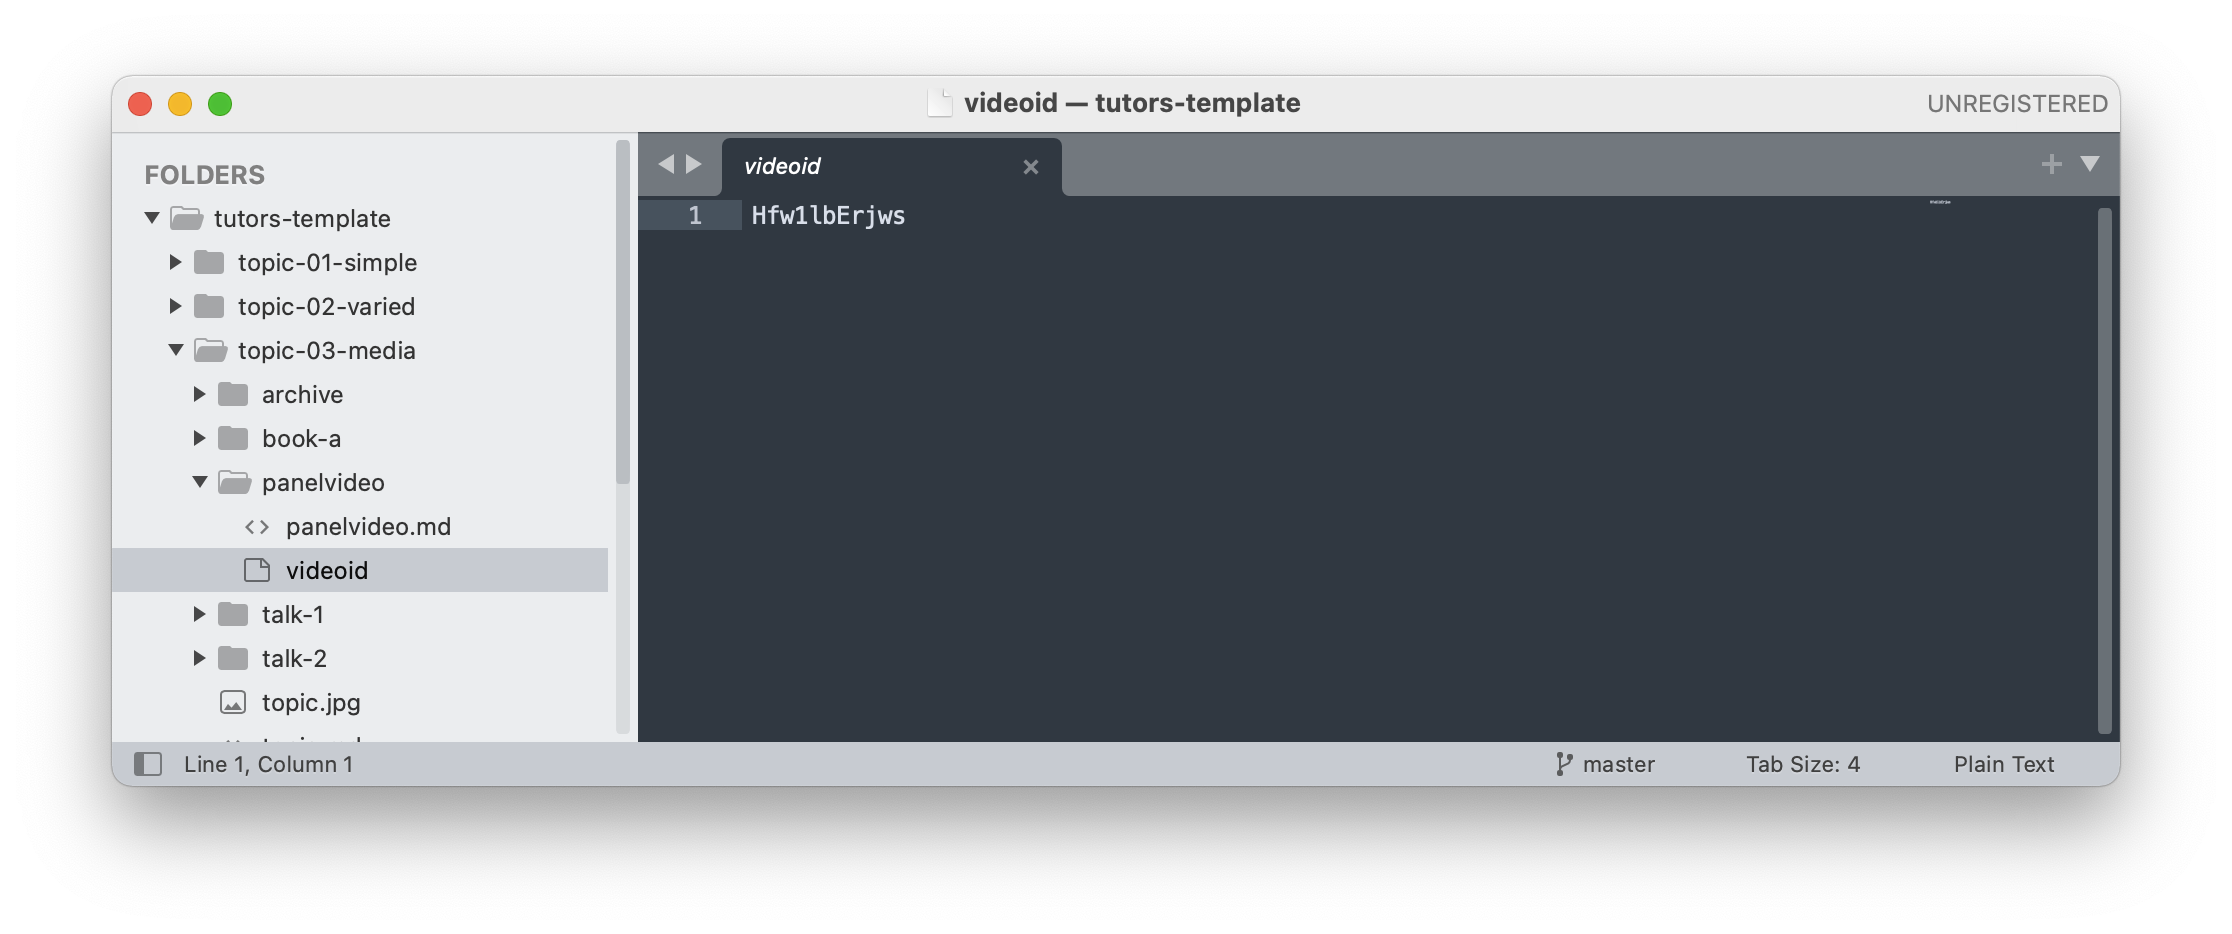 videoid — tutors-template
UNREGISTERED
FOLDERS
tutors-template
topic-01-simple
topic-02-varied
topic-03-media
archive
book-a
panelvideo
panelvideo.md
videoid
talk-1
talk-2
topic.jpg
videoid
1 Hfw1lbErjws
Line 1, Column 1
master
Tab Size: 4
Plain Text